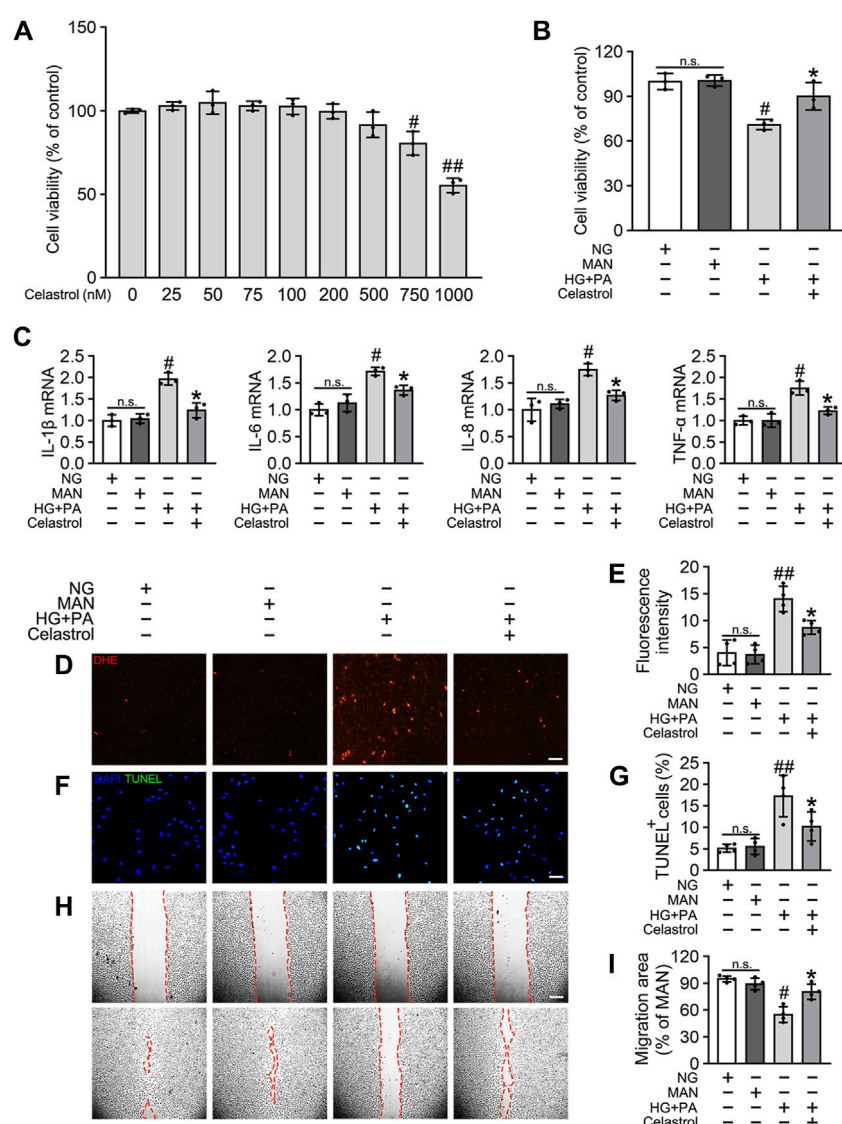 A
Cell viability (% of control)
150
100
50
0
#
##
Celastrol (nM) 0 25 50 75 100 200 500 750 1000
B
Cell viability (% of control)
120
90
60
30
0
n.s.
#
*
NG + − − −
MAN − + − −
HG+PA − − + +
Celastrol − − − +
C
IL-1β mRNA
2.5
2.0
1.5
1.0
0.5
0.0
n.s.
#
*
NG + − − −
MAN − + − −
HG+PA − − + +
Celastrol − − − +
IL-6 mRNA
2.0
1.5
1.0
0.5
0.0
n.s.
#
*
NG + − − −
MAN − + − −
HG+PA − − + +
Celastrol − − − +
IL-8 mRNA
2.0
1.5
1.0
0.5
0.0
n.s.
#
*
NG + − − −
MAN − + − −
HG+PA − − + +
Celastrol − − − +
TNF-α mRNA
2.5
2.0
1.5
1.0
0.5
0.0
n.s.
#
*
NG + − − −
MAN − + − −
HG+PA − − + +
Celastrol − − − +
NG + − − −
MAN − + − −
HG+PA − − + +
Celastrol − − − +
D
DHE
E
Fluorescence
intensity
20
15
10
5
0
n.s.
##
*
NG + − − −
MAN − + − −
HG+PA − − + +
Celastrol − − − +
F
DAPI TUNEL
G
TUNEL+ cells (%)
25
20
15
10
5
0
n.s.
##
*
NG + − − −
MAN − + − −
HG+PA − − + +
Celastrol − − − +
H
I
Migration area
(% of MAN)
120
90
60
30
0
n.s.
#
*
NG + − − −
MAN − + − −
HG+PA − − + +
Celastrol − − − +